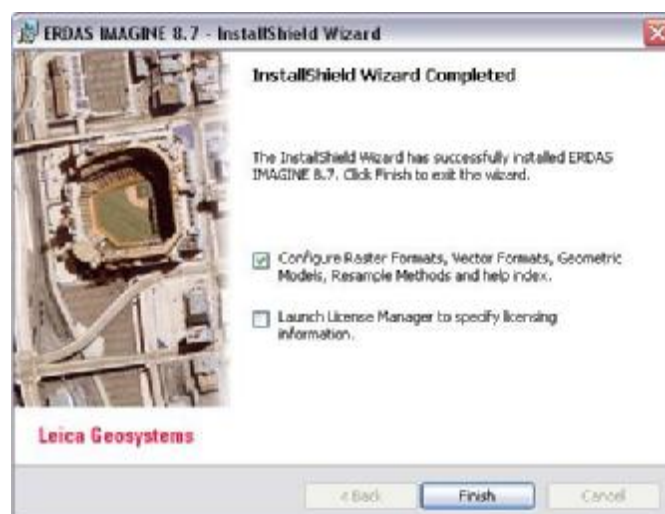 ERDAS IMAGINE 8.7 - InstallShield Wizard
InstallShield Wizard Completed
The InstallShield Wizard has successfully installed ERDAS
IMAGINE 8.7. Click Finish to exit the wizard.
Configure Raster Formats, Vector Formats, Geometric
Models, Resample Methods and help index.
Launch License Manager to specify licensing
information.
Leica Geosystems
< Back
Finish
Cancel